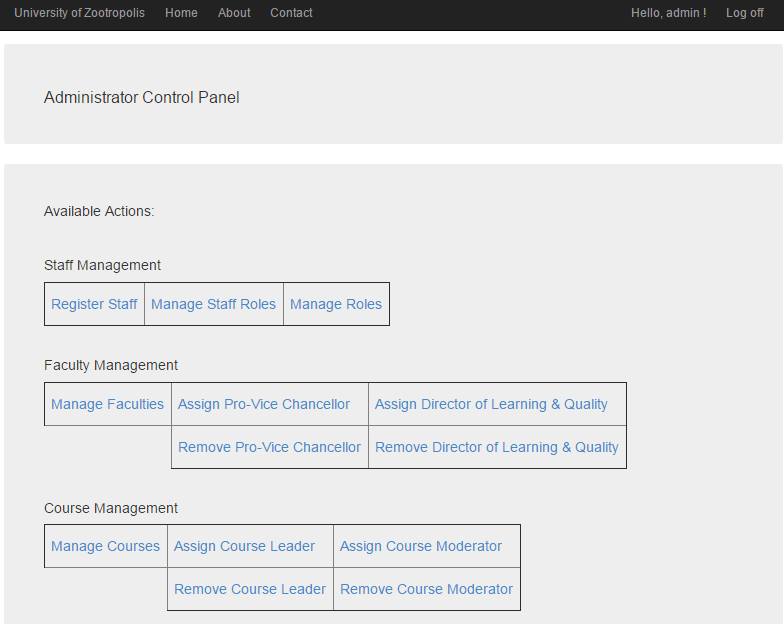 University of Zootropolis Home About Contact Hello, admin ! Log off
Administrator Control Panel
Available Actions:
Staff Management
Register Staff Manage Staff Roles Manage Roles
Faculty Management
Manage Faculties Assign Pro-Vice Chancellor Assign Director of Learning & Quality
Remove Pro-Vice Chancellor Remove Director of Learning & Quality
Course Management
Manage Courses Assign Course Leader Assign Course Moderator
Remove Course Leader Remove Course Moderator